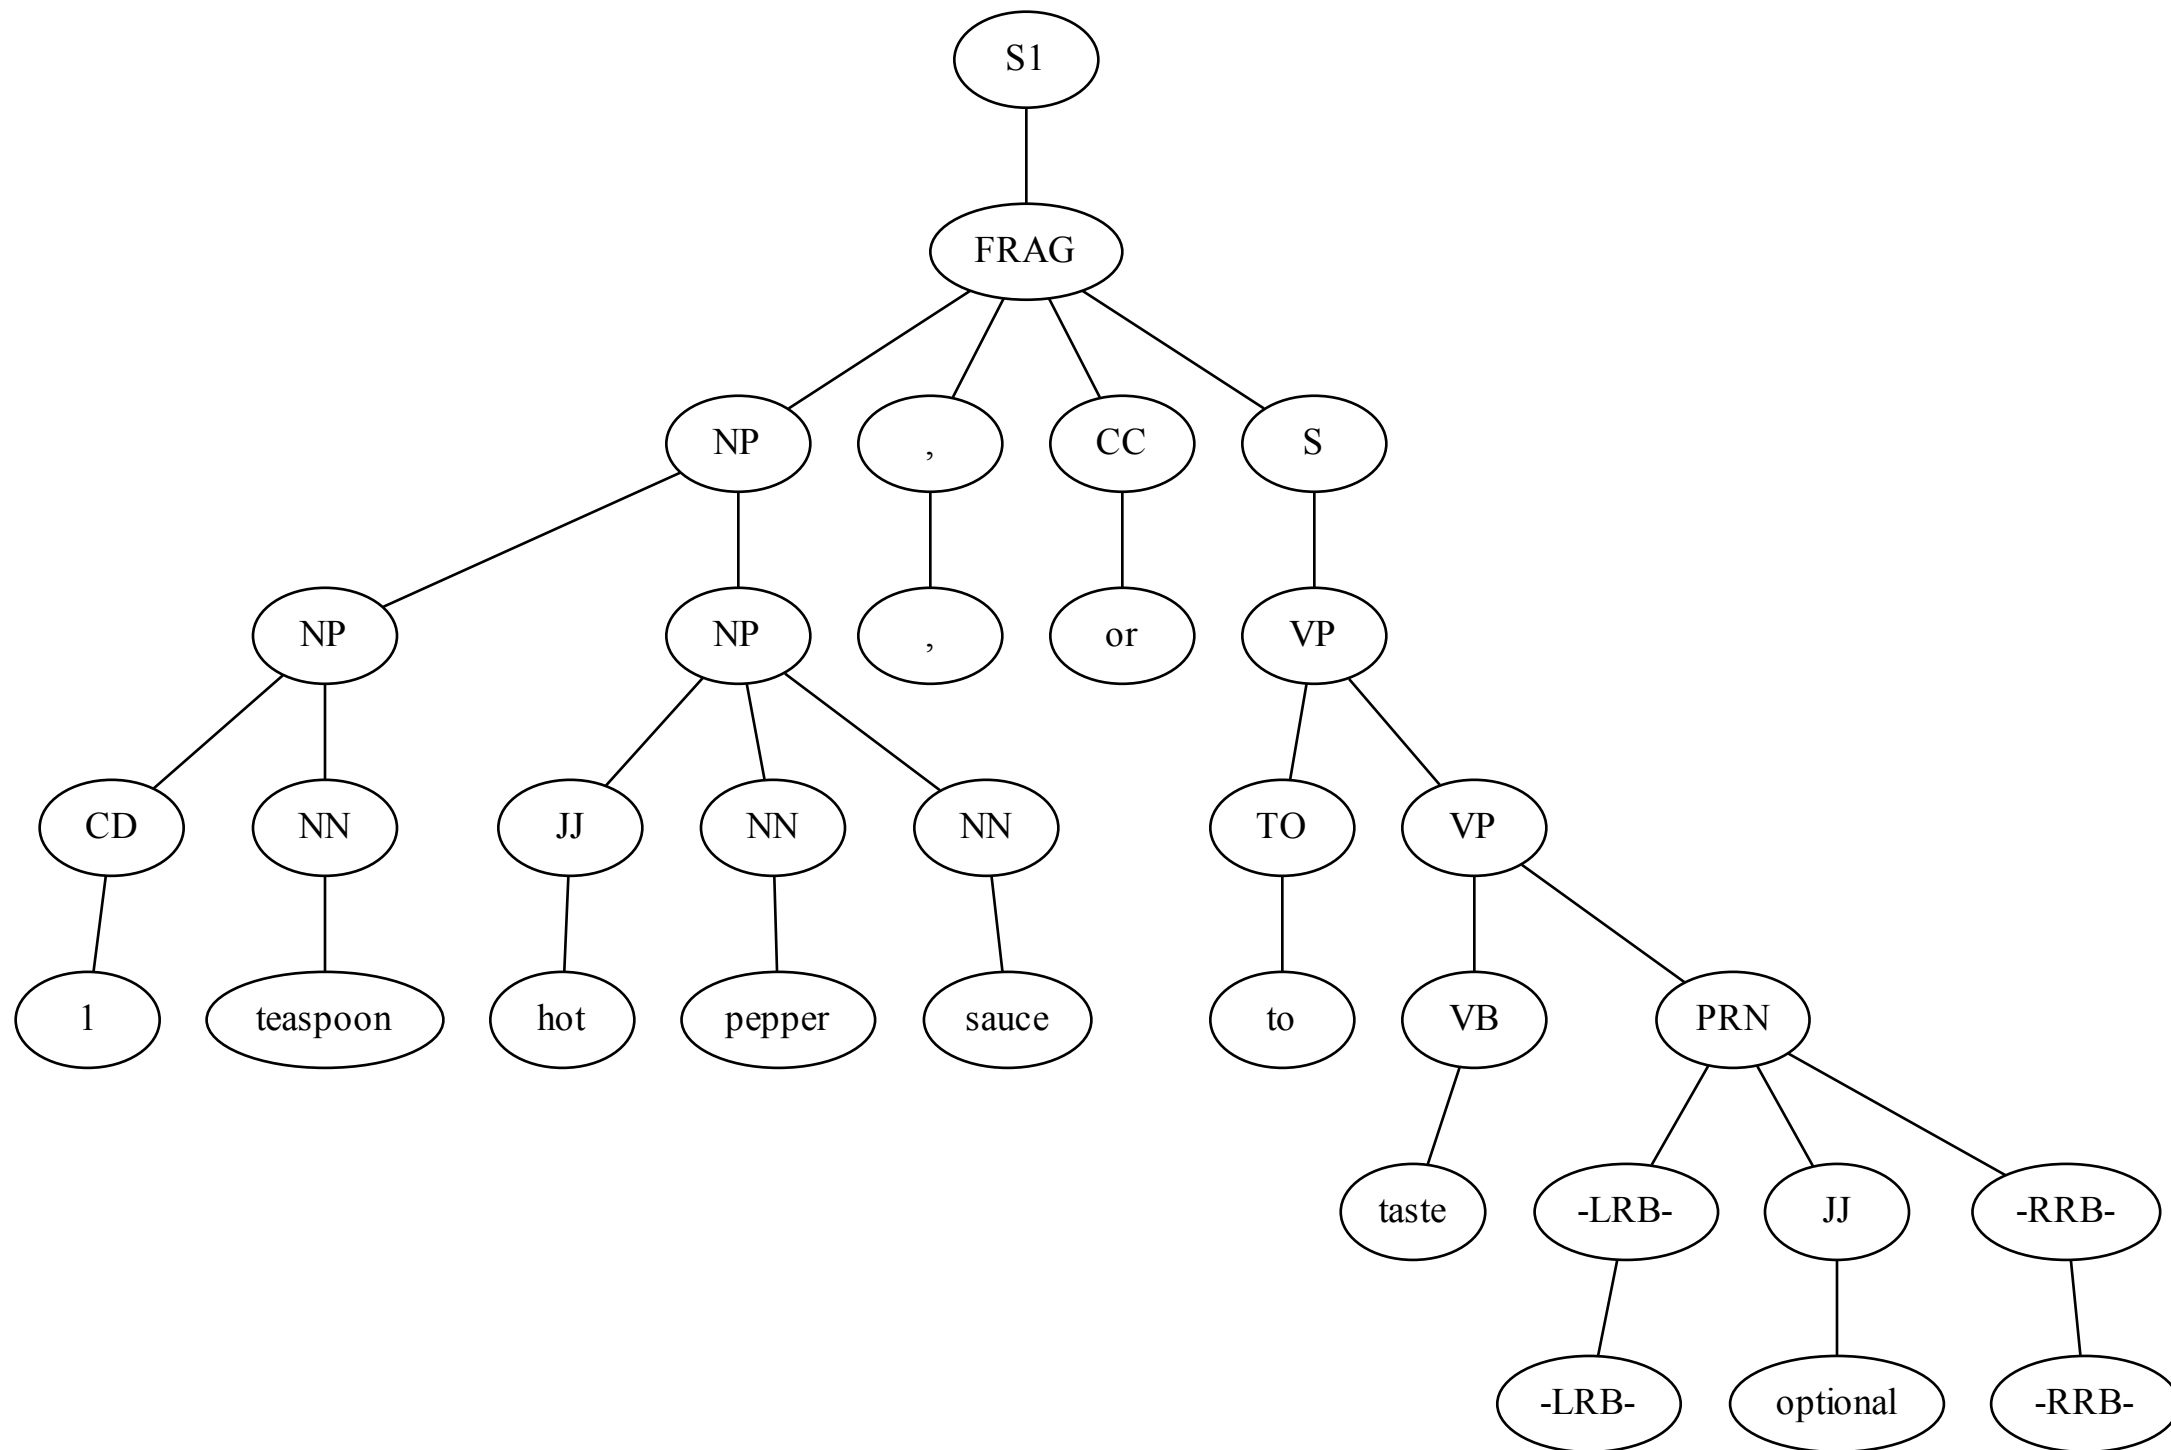 S1
FRAG
NP , CC S
NP NP , or VP
CD NN JJ NN NN TO VP
1 teaspoon hot pepper sauce to VB PRN
taste -LRB- JJ -RRB-
-LRB- optional -RRB-